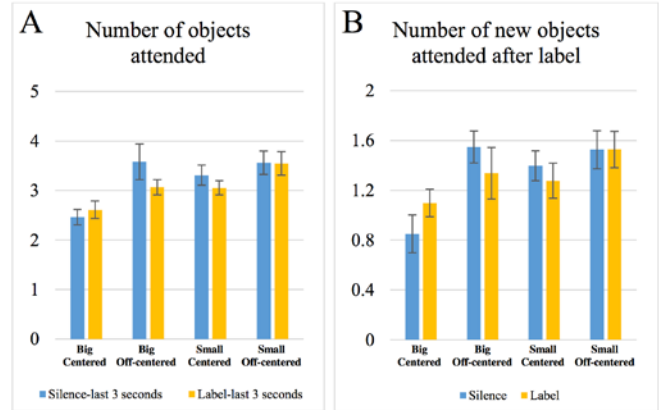 A
Number of objects
attended
5
4
3
2
1
0
Big
Centered
Big
Off-centered
Small
Centered
Small
Off-centered
Silence-last 3 seconds
Label-last 3 seconds
B
Number of new objects
attended after label
2
1.6
1.2
0.8
0.4
0
Big
Centered
Big
Off-centered
Small
Centered
Small
Off-centered
Silence
Label